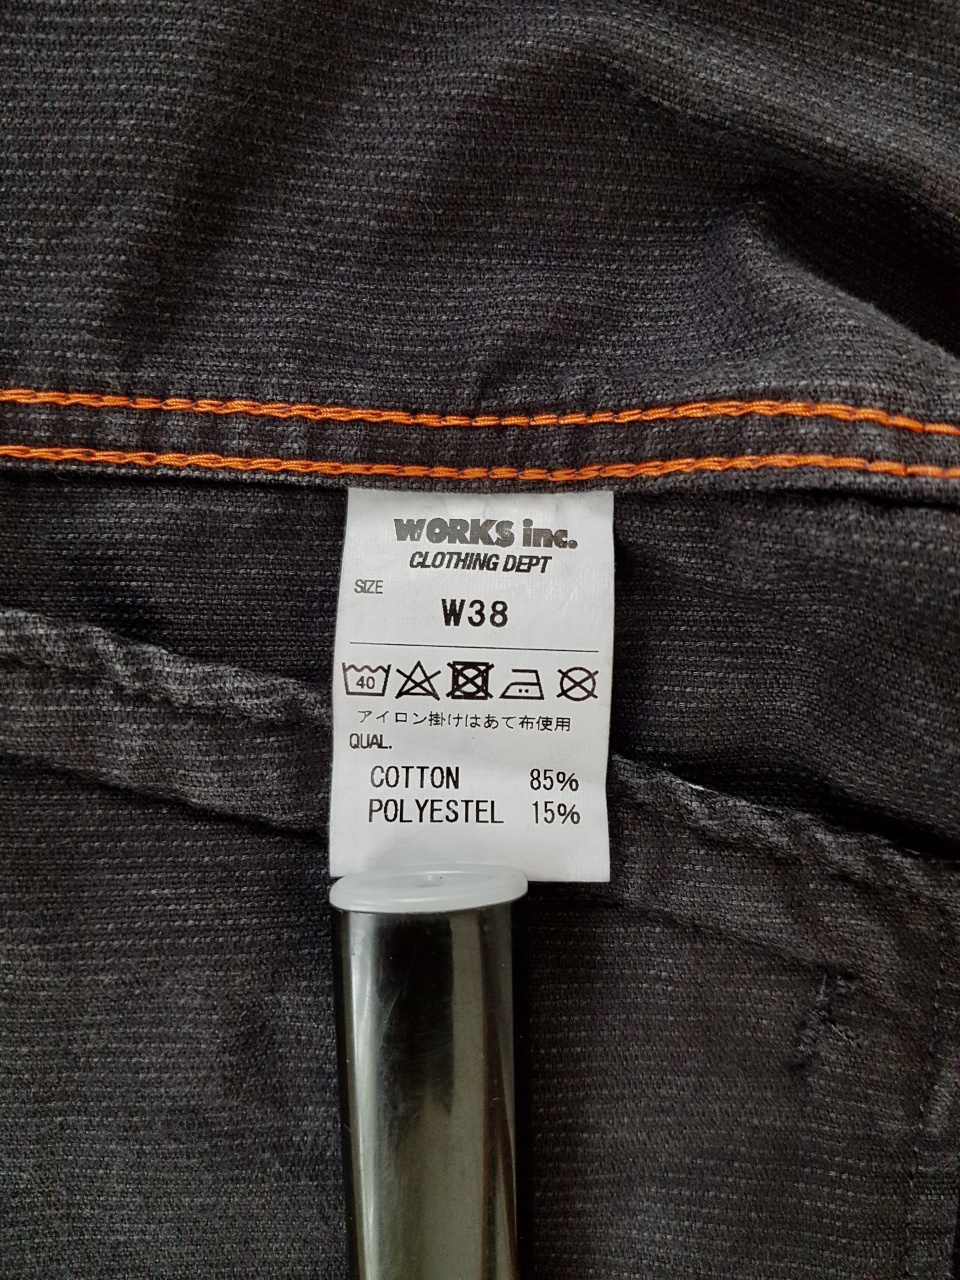 WORKS inc.
CLOTHING DEPT
SIZE
W38
40
アイロン掛けはあて布使用
QUAL.
COTTON 85%
POLYESTEL 15%